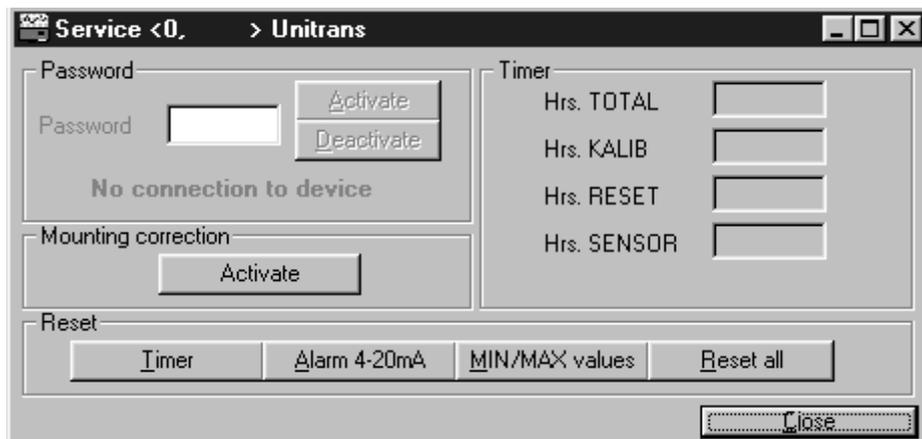 Service <0, > Unitrans
Password
Password
Activate
Deactivate
No connection to device
Mounting correction
Activate
Timer
Hrs. TOTAL
Hrs. KALIB
Hrs. RESET
Hrs. SENSOR
Reset
Timer
Alarm 4-20mA
MIN/MAX values
Reset all
Close